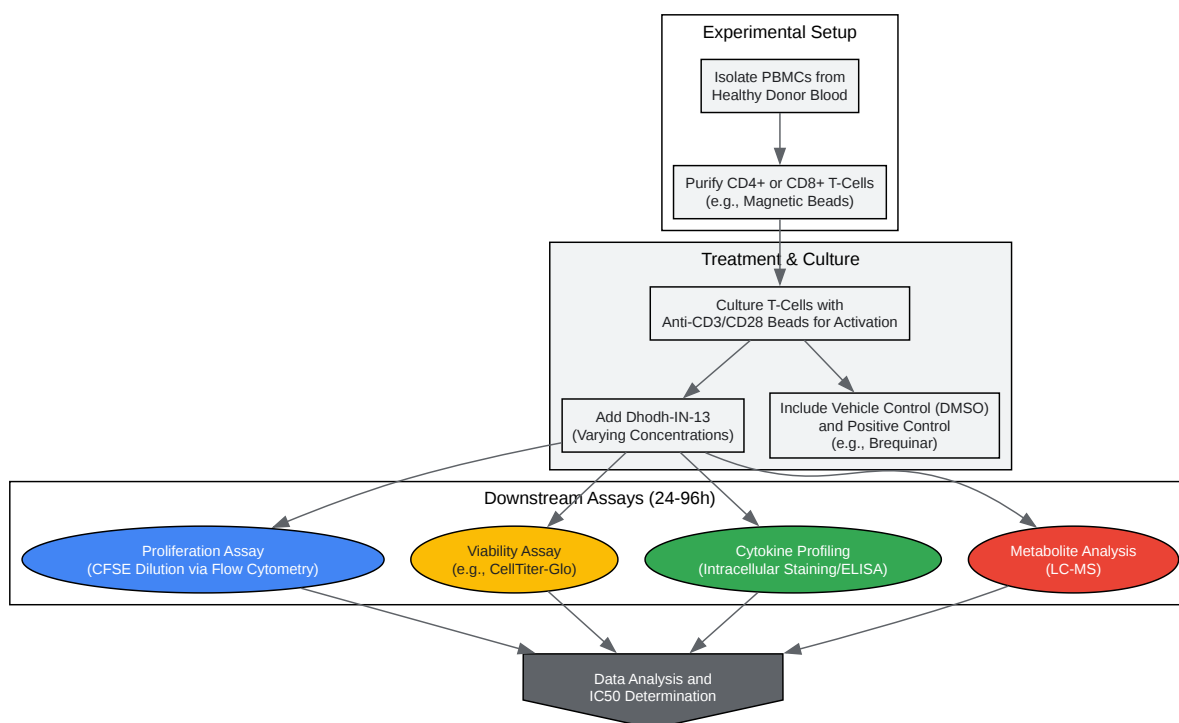 Experimental Setup
Isolate PBMCs from
Healthy Donor Blood
Purify CD4+ or CD8+ T-Cells
(e.g., Magnetic Beads)
Treatment & Culture
Culture T-Cells with
Anti-CD3/CD28 Beads for Activation
Add Dhodh-IN-13
(Varying Concentrations)
Include Vehicle Control (DMSO)
and Positive Control
(e.g., Brequinar)
Downstream Assays (24-96h)
Proliferation Assay
(CFSE Dilution via Flow Cytometry)
Viability Assay
(e.g., CellTiter-Glo)
Cytokine Profiling
(Intracellular Staining/ELISA)
Metabolite Analysis
(LC-MS)
Data Analysis and
IC50 Determination